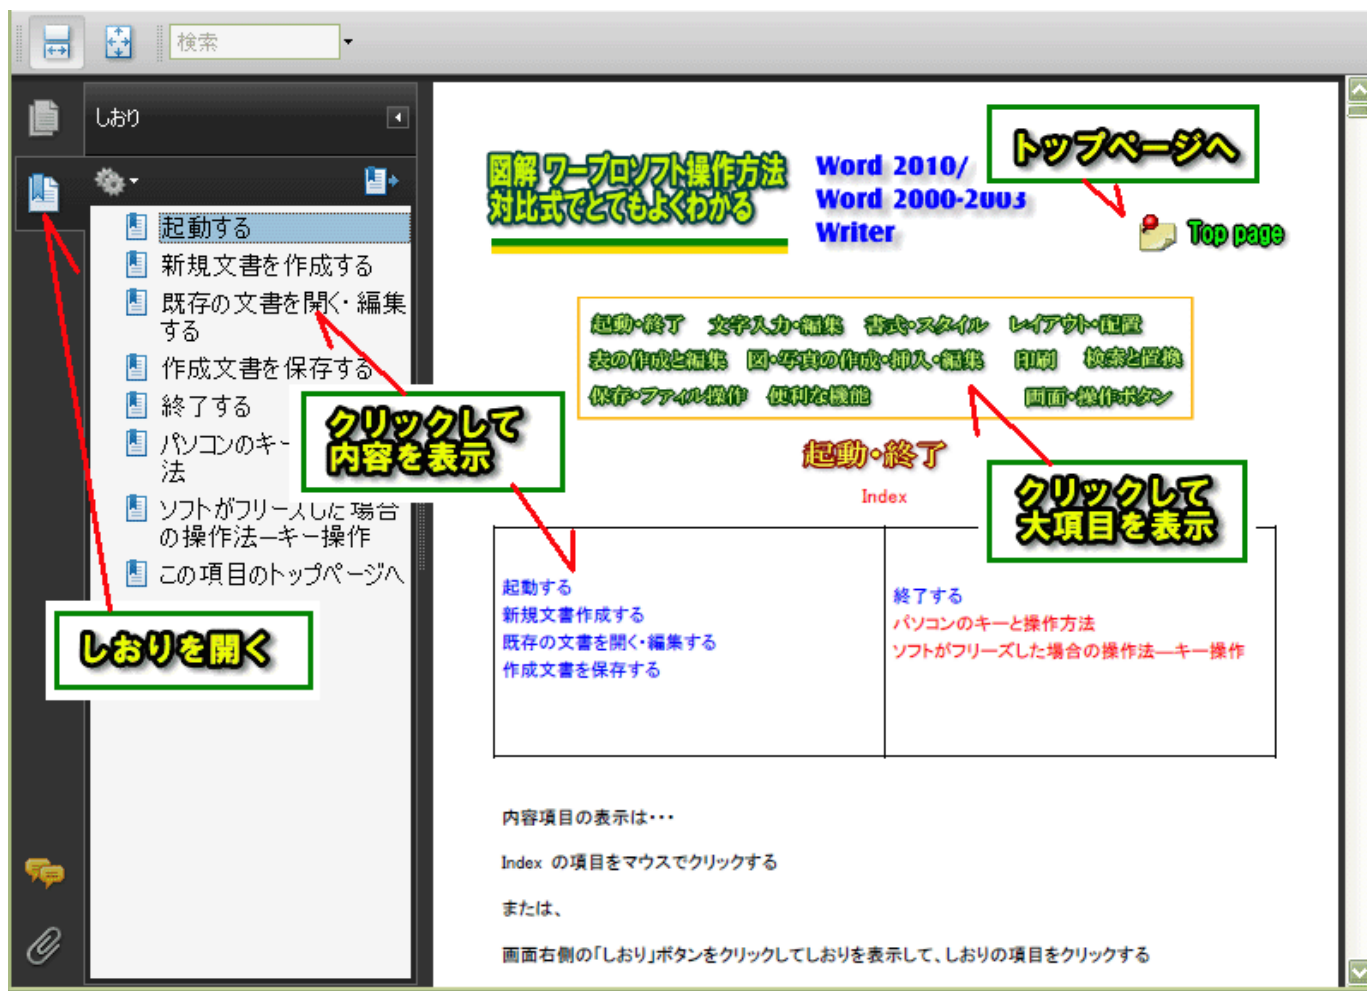 検索
しおり
起動する
新規文書を作成する
既存の文書を開く・編集
する
作成文書を保存する
終了する
パソコンのキー
法
ソフトがフリーズした場合
の操作法―キー操作
この項目のトップページへ
しおりを開く
クリックして
内容を表示
図解 ワープロソフト操作方法
対比式でとてもよくわかる
Word 2010/
Word 2000-2003
Writer
トップページへ
Top page
起動・終了 文字入力・編集 書式・スタイル レイアウト・配置
表の作成と編集 図・写真の作成・挿入・編集 印刷 検索と置換
保存・ファイル操作 便利な機能 画面・操作ボタン
起動・終了
Index
クリックして
大項目を表示
起動する
新規文書作成する
既存の文書を開く・編集する
作成文書を保存する
終了する
パソコンのキーと操作方法
ソフトがフリーズした場合の操作法―キー操作
内容項目の表示は・・・
Index の項目をマウスでクリックする
または、
画面右側の「しおり」ボタンをクリックしてしおりを表示して、しおりの項目をクリックする